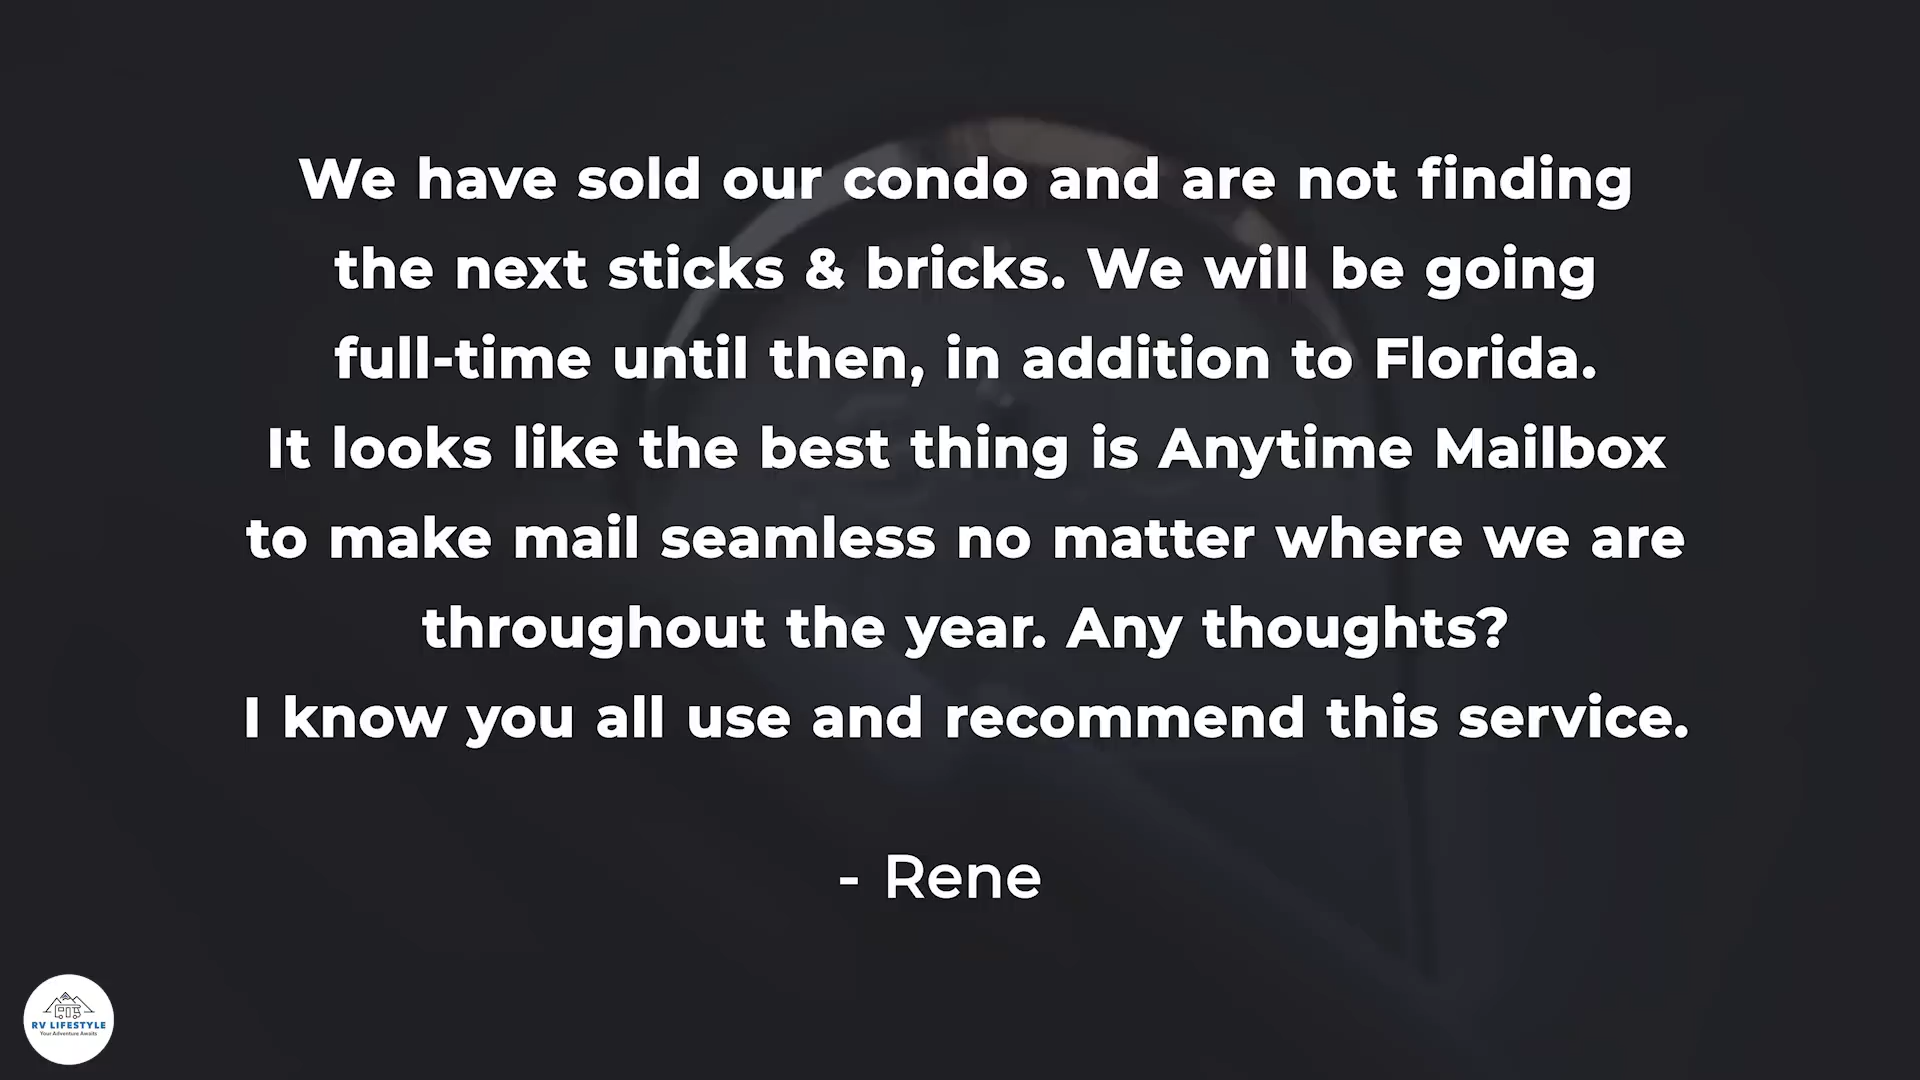 We have sold our condo and are not finding
the next sticks & bricks. We will be going
full-time until then, in addition to Florida.
It looks like the best thing is Anytime Mailbox
to make mail seamless no matter where we are
throughout the year. Any thoughts?
I know you all use and recommend this service.
- Rene
RV LIFESTYLE
Your Adventure Awaits